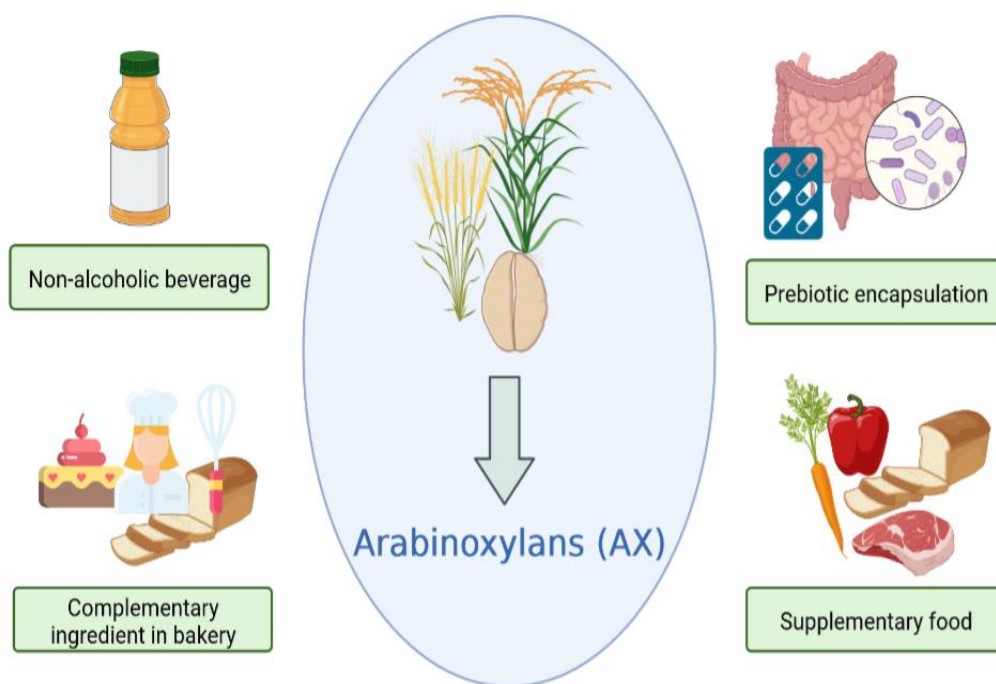 Non-alcoholic beverage
Prebiotic encapsulation
Arabinoxylans (AX)
Complementary
ingredient in bakery
Supplementary food